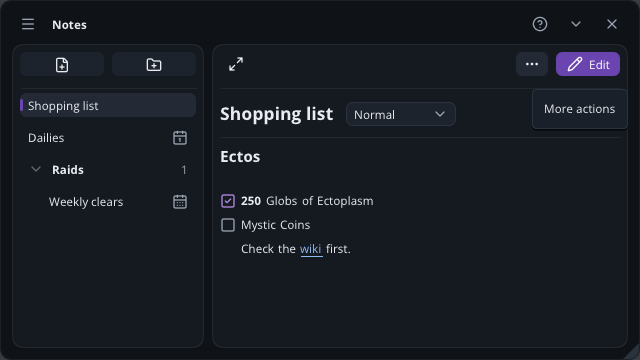 Notes
Edit
Shopping list
Dailies
Raids 1
Weekly clears
Shopping list Normal
More actions
Ectos
250 Globs of Ectoplasm
Mystic Coins
Check the wiki first.